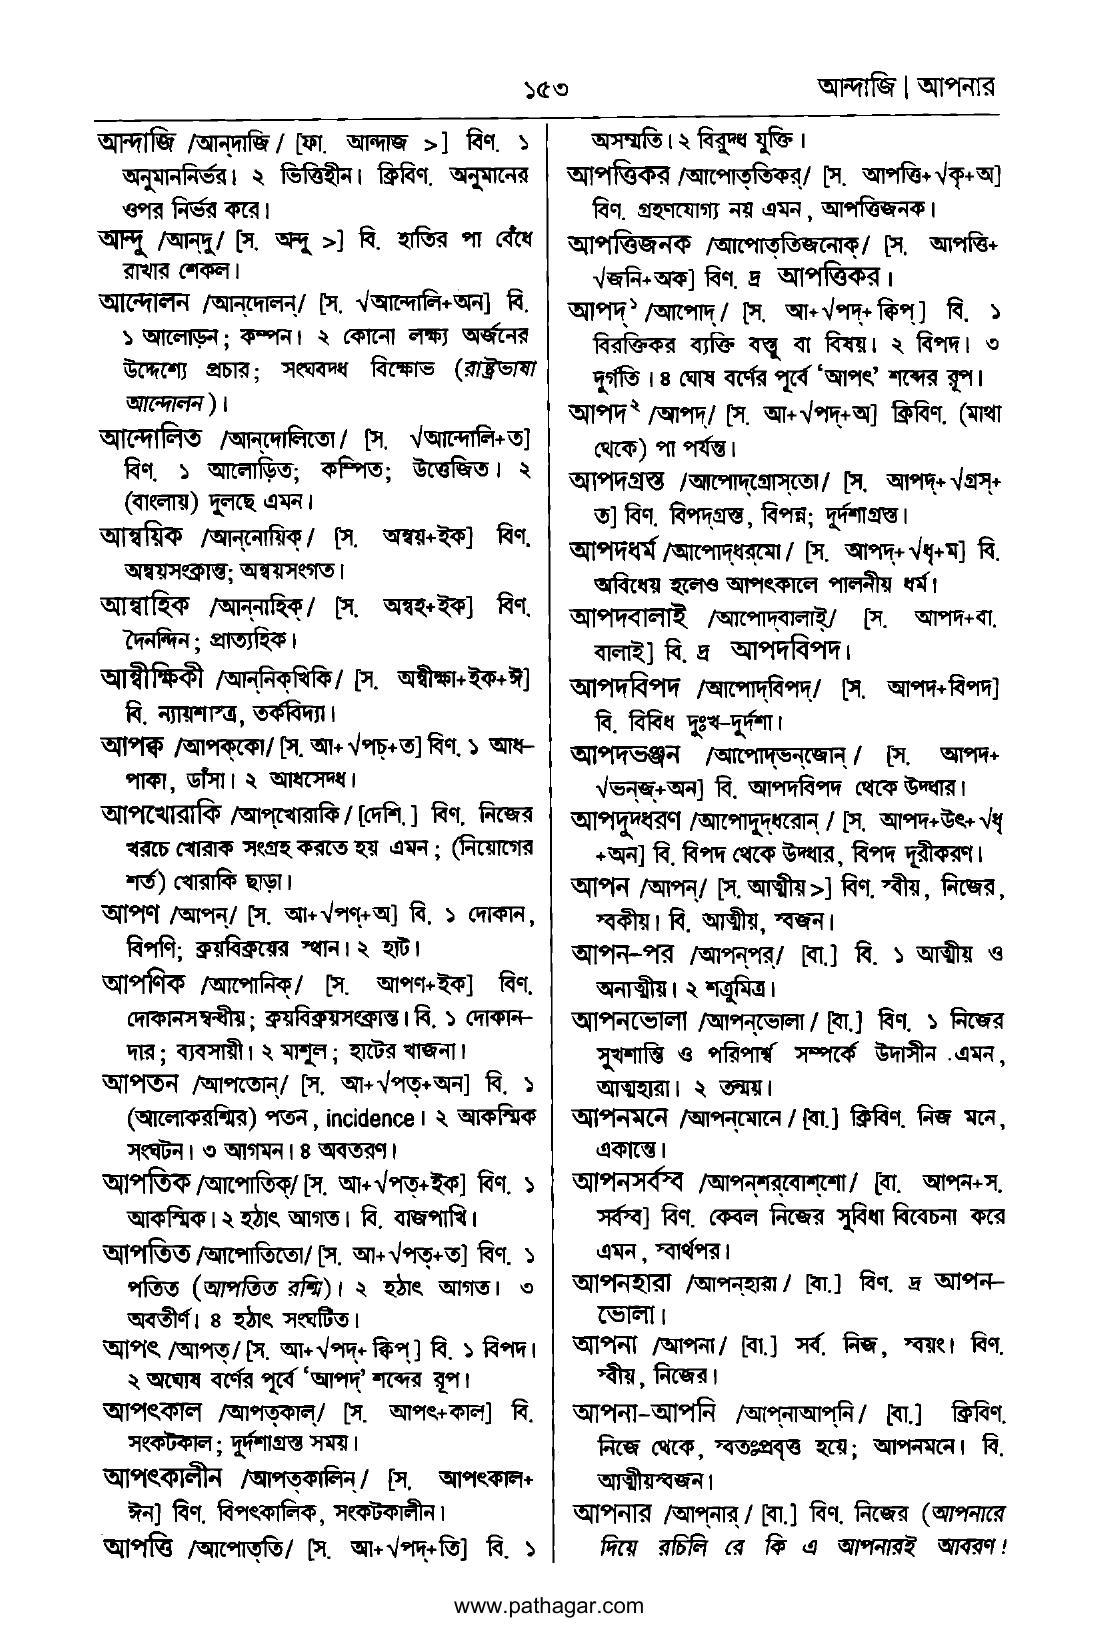 ১৫৩
আন্দাজি | আপনার
আন্দাজি /আন্‌দাজি/ [ফা. আন্দাজ >] বিণ. ১
অনুমাননির্ভর। ২ ভিত্তিহীন। ক্রিবিণ. অনুমানের
ওপর নির্ভর করে।
আন্দু /আন্‌দু/ [স. অন্দু >] বি. হাতির পা বেঁধে
রাখার শেকল।
আন্দোলন /আন্‌দোলন্/ [স. √আন্দোলি+অন] বি.
১ আলোড়ন; কম্পন। ২ কোনো লক্ষ্য অর্জনের
উদ্দেশ্যে প্রচার; সংঘবদ্ধ বিক্ষোভ (রাষ্ট্রভাষা
আন্দোলন)।
আন্দোলিত /আন্‌দোলিতো/ [স. √আন্দোলি+ত]
বিণ. ১ আলোড়িত; কম্পিত; উত্তেজিত। ২
(বাংলায়) দুলছে এমন।
আন্বয়িক /আন্‌নোয়িক্/ [স. অন্বয়+ইক] বিণ.
অন্বয়সংক্রান্ত; অন্বয়সংগত।
আন্বাহিক /আন্‌নাহিক্/ [স. অন্বহ+ইক] বিণ.
দৈনন্দিন; প্রাত্যহিক।
আন্বীক্ষিকী /আন্‌নিক্‌খিকি/ [স. অন্বীক্ষা+ইক+ঈ]
বি. ন্যায়শাস্ত্র, তর্কবিদ্যা।
আপক্ব /আপক্‌কো/ [স. আ+√পচ্+ত] বিণ. ১ আধ-
পাকা, ডাঁসা। ২ আধসেদ্ধ।
আপখোরাকি /আপ্‌খোরাকি/ [দেশি.] বিণ. নিজের
খরচে খোরাক সংগ্রহ করতে হয় এমন; (নিয়োগের
শর্ত) খোরাকি ছাড়া।
আপণ /আপন্/ [স. আ+√পণ্+অ] বি. ১ দোকান,
বিপণি; ক্রয়বিক্রয়ের স্থান। ২ হাট।
আপণিক /আপোনিক্/ [স. আপণ+ইক] বিণ.
দোকানসম্বন্ধীয়; ক্রয়বিক্রয়সংক্রান্ত। বি. ১ দোকান-
দার; ব্যবসায়ী। ২ মাশুল; হাটের খাজনা।
আপতন /আপতোন্/ [স. আ+√পত্+অন] বি. ১
(আলোকরশ্মির) পতন, incidence। ২ আকস্মিক
সংঘটন। ৩ আগমন। ৪ অবতরণ।
আপতিক /আপোতিক্/ [স. আ+√পত্+ইক] বিণ. ১
আকস্মিক। ২ হঠাৎ আগত। বি. বাজপাখি।
আপতিত /আপোতিতো/ [স. আ+√পত্+ত] বিণ. ১
পতিত (আপতিত রশ্মি)। ২ হঠাৎ আগত। ৩
অবতীর্ণ। ৪ হঠাৎ সংঘটিত।
আপৎ /আপত্/ [স. আ+√পদ্+ক্বিপ্] বি. ১ বিপদ।
২ অঘোষ বর্ণের পূর্বে ‘আপদ্’ শব্দের রূপ।
আপৎকাল /আপত্‌কাল্/ [স. আপৎ+কাল] বি.
সংকটকাল; দুর্দশাগ্রস্ত সময়।
আপৎকালীন /আপত্‌কালিন্/ [স. আপৎকাল+
ঈন] বিণ. বিপৎকালিক, সংকটকালীন।
আপত্তি /আপোত্‌তি/ [স. আ+√পদ্+তি] বি. ১
অসম্মতি। ২ বিরুদ্ধ যুক্তি।
আপত্তিকর /আপোত্‌তিকর্/ [স. আপত্তি+√কৃ+অ]
বিণ. গ্রহণযোগ্য নয় এমন, আপত্তিজনক।
আপত্তিজনক /আপোত্‌তিজনোক্/ [স. আপত্তি+
√জনি+অক] বিণ. দ্র আপত্তিকর।
আপদ্১ /আপোদ্/ [স. আ+√পদ্+ক্বিপ্] বি. ১
বিরক্তিকর ব্যক্তি বস্তু বা বিষয়। ২ বিপদ। ৩
দুর্গতি। ৪ ঘোষ বর্ণের পূর্বে ‘আপৎ’ শব্দের রূপ।
আপদ২ /আপদ্/ [স. আ+√পদ্+অ] ক্রিবিণ. (মাথা
থেকে) পা পর্যন্ত।
আপদগ্রস্ত /আপোদ্‌গ্রোস্‌তো/ [স. আপদ্+√গ্রস্+
ত] বিণ. বিপদ্গ্রস্ত, বিপন্ন; দুর্দশাগ্রস্ত।
আপদধর্ম /আপোদ্‌ধর্‌মো/ [স. আপদ্+√ধৃ+ম] বি.
অবিধেয় হলেও আপৎকালে পালনীয় ধর্ম।
আপদবালাই /আপোদ্‌বালাই/ [স. আপদ+বা.
বালাই] বি. দ্র আপদবিপদ।
আপদবিপদ /আপোদ্‌বিপদ্/ [স. আপদ+বিপদ]
বি. বিবিধ দুঃখ-দুর্দশা।
আপদভঞ্জন /আপোদ্‌ভন্‌জোন্/ [স. আপদ+
√ভন্‌জ্+অন] বি. আপদবিপদ থেকে উদ্ধার।
আপদুদ্ধরণ /আপোদুদ্‌ধরোন্/ [স. আপদ+উৎ+√ধৃ
+অন] বি. বিপদ থেকে উদ্ধার, বিপদ দূরীকরণ।
আপন /আপন্/ [স. আত্মীয়>] বিণ. স্বীয়, নিজের,
স্বকীয়। বি. আত্মীয়, স্বজন।
আপন-পর /আপন্‌পর্/ [বা.] বি. ১ আত্মীয় ও
অনাত্মীয়। ২ শত্রুমিত্র।
আপনভোলা /আপন্‌ভোলা/ [বা.] বিণ. ১ নিজের
সুখশান্তি ও পরিপার্শ্ব সম্পর্কে উদাসীন এমন,
আত্মহারা। ২ তন্ময়।
আপনমনে /আপন্‌মোনে/ [বা.] ক্রিবিণ. নিজ মনে,
একান্তে।
আপনসর্বস্ব /আপন্‌শর্‌বোশ্‌শো/ [বা. আপন+স.
সর্বস্ব] বিণ. কেবল নিজের সুবিধা বিবেচনা করে
এমন, স্বার্থপর।
আপনহারা /আপন্‌হারা/ [বা.] বিণ. দ্র আপন-
ভোলা।
আপনা /আপ্‌না/ [বা.] সর্ব. নিজ, স্বয়ং। বিণ.
স্বীয়, নিজের।
আপনা-আপনি /আপ্‌নাআপ্‌নি/ [বা.] ক্রিবিণ.
নিজে থেকে, স্বতঃপ্রবৃত্ত হয়ে; আপনমনে। বি.
আত্মীয়স্বজন।
আপনার /আপ্‌নার্/ [বা.] বিণ. নিজের (আপনারে
দিয়ে রচিলি রে কি এ আপনারই আবরণ!
www.pathagar.com